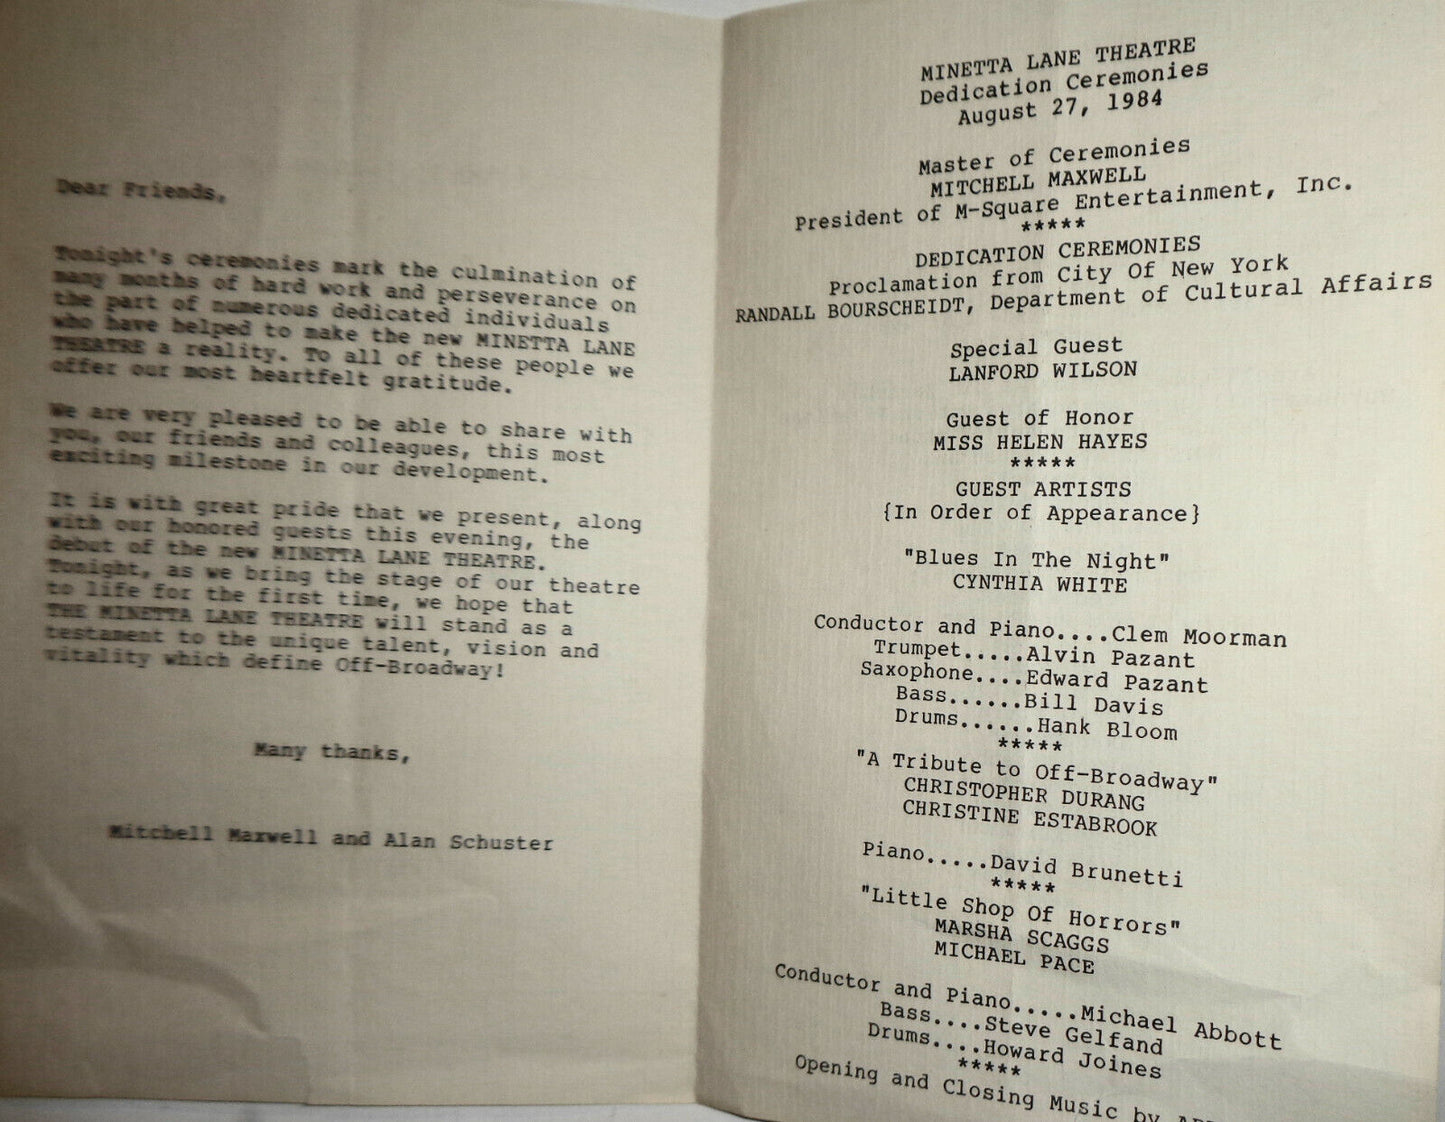 Dear Friends,
Tonight's ceremonies mark the culmination of
many months of hard work and perseverance on
the part of numerous dedicated individuals
who have helped to make the new MINETTA LANE
THEATRE a reality. To all of these people we
offer our most heartfelt gratitude.
We are very pleased to be able to share with
you, our friends and colleagues, this most
exciting milestone in our development.
It is with great pride that we present, along
with our honored guests this evening, the
debut of the new MINETTA LANE THEATRE.
Tonight, as we bring the stage of our theatre
to life for the first time, we hope that
THE MINETTA LANE THEATRE will stand as a
testament to the unique talent, vision and
vitality which define Off-Broadway!
Many thanks,
Mitchell Maxwell and Alan Schuster
MINETTA LANE THEATRE
Dedication Ceremonies
August 27, 1984
Master of Ceremonies
MITCHELL MAXWELL
President of M-Square Entertainment, Inc.
*****
DEDICATION CEREMONIES
Proclamation from City Of New York
RANDALL BOURSCHEIDT, Department of Cultural Affairs
Special Guest
LANFORD WILSON
Guest of Honor
MISS HELEN HAYES
*****
GUEST ARTISTS
{In Order of Appearance}
"Blues In The Night"
CYNTHIA WHITE
Conductor and Piano....Clem Moorman
Trumpet.....Alvin Pazant
Saxophone....Edward Pazant
Bass......Bill Davis
Drums......Hank Bloom
*****
"A Tribute to Off-Broadway"
CHRISTOPHER DURANG
CHRISTINE ESTABROOK
Piano.....David Brunetti
*****
"Little Shop Of Horrors"
MARSHA SCAGGS
MICHAEL PACE
Conductor and Piano.....Michael Abbott
Bass....Steve Gelfand
Drums....Howard Joines
*****
Opening and Closing Music by